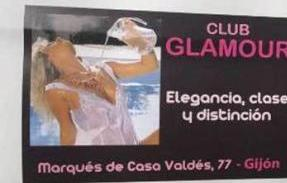 CLUB
GLAMOUR
Elegancia, clase
y distinción
Marqués de Casa Valdés, 77 - Gijón